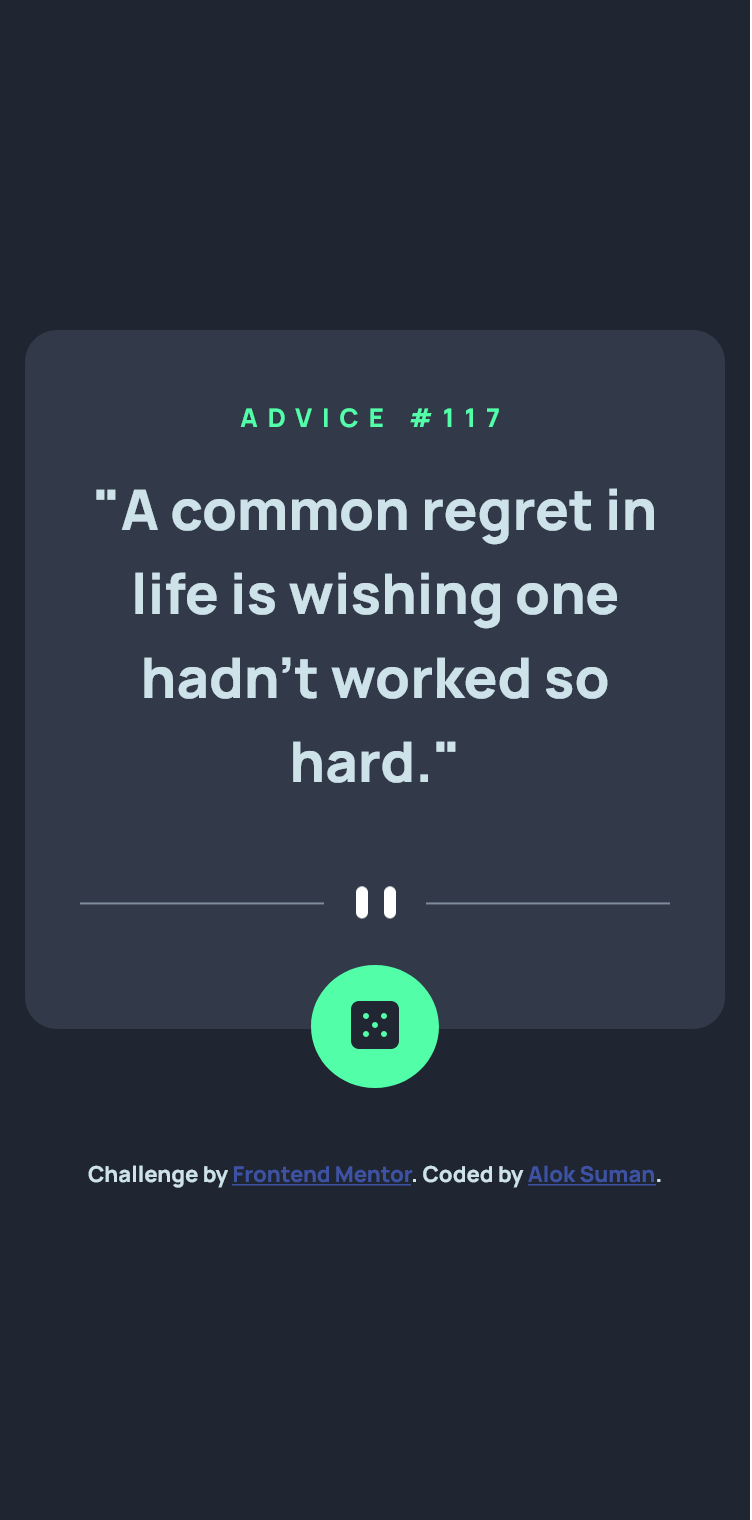 ADVICE #117
"A common regret in
life is wishing one
hadn’t worked so
hard."
Challenge by Frontend Mentor. Coded by Alok Suman.